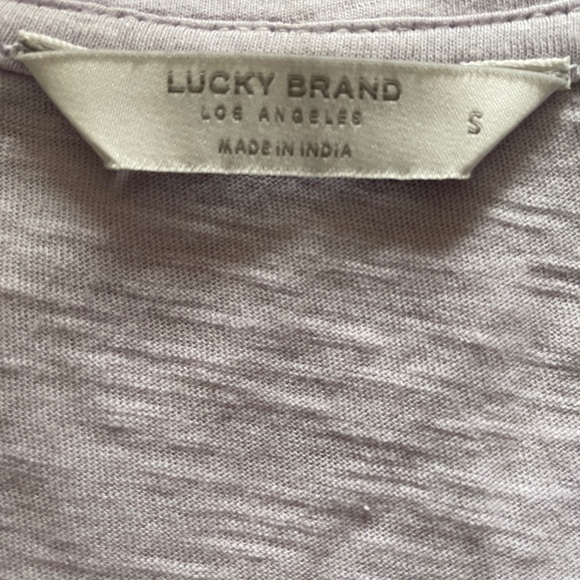 LUCKY BRAND
LOS ANGELES
S
MADE IN INDIA